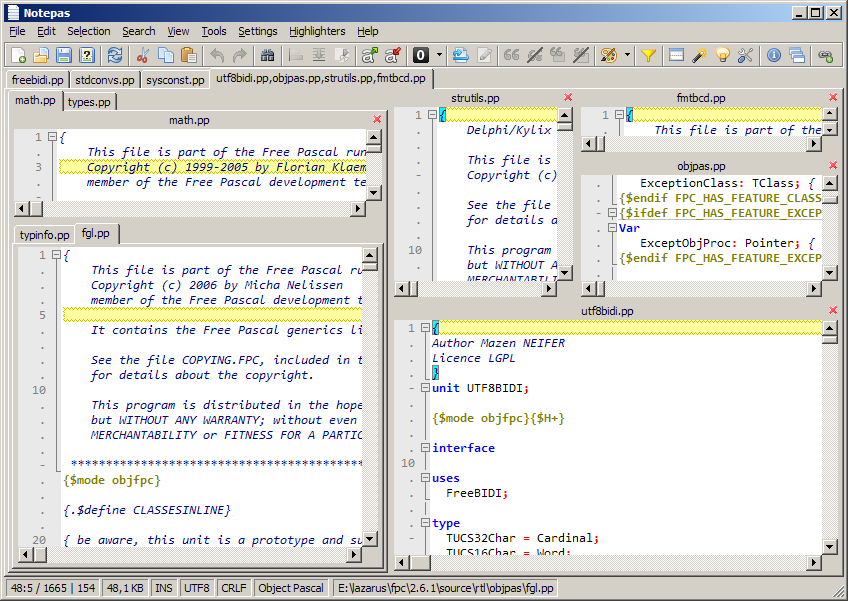 Notepas
File Edit Selection Search View Tools Settings Highlighters Help
0
freebidi.pp stdconvs.pp sysconst.pp utf8bidi.pp,objpas.pp,strutils.pp,fmtbcd.pp
math.pp types.pp
math.pp
1 {
This file is part of the Free Pascal run
3 Copyright (c) 1999-2005 by Florian Klaem
member of the Free Pascal development te
typinfo.pp fgl.pp
1 {
This file is part of the Free Pascal ru
Copyright (c) 2006 by Micha Nelissen
member of the Free Pascal development t
5
It contains the Free Pascal generics li
See the file COPYING.FPC, included in t
for details about the copyright.
10
This program is distributed in the hope
but WITHOUT ANY WARRANTY; without even
MERCHANTABILITY or FITNESS FOR A PARTIC
******************************************
{$mode objfpc}
{.$define CLASSESINLINE}
20 { be aware, this unit is a prototype and su
strutils.pp
1 {
Delphi/Kylix
This file is
Copyright (c)
See the file
for details a
10
This program
but WITHOUT A
MERCHANTABILI
fmtbcd.pp
1 {
This file is part of the
objpas.pp
ExceptionClass: TClass; {
{$endif FPC_HAS_FEATURE_CLASS
{$ifdef FPC_HAS_FEATURE_EXCEP
Var
ExceptObjProc: Pointer; {
{$endif FPC_HAS_FEATURE_EXCEP
utf8bidi.pp
1 {
Author Mazen NEIFER
Licence LGPL
}
unit UTF8BIDI;
{$mode objfpc}{$H+}
interface
10
uses
FreeBIDI;
type
TUCS32Char = Cardinal;
TUCS16Char = Word;
48:5 / 1665 | 154 48,1 KB INS UTF8 CRLF Object Pascal E:\lazarus\fpc\2.6.1\source\rtl\objpas\fgl.pp